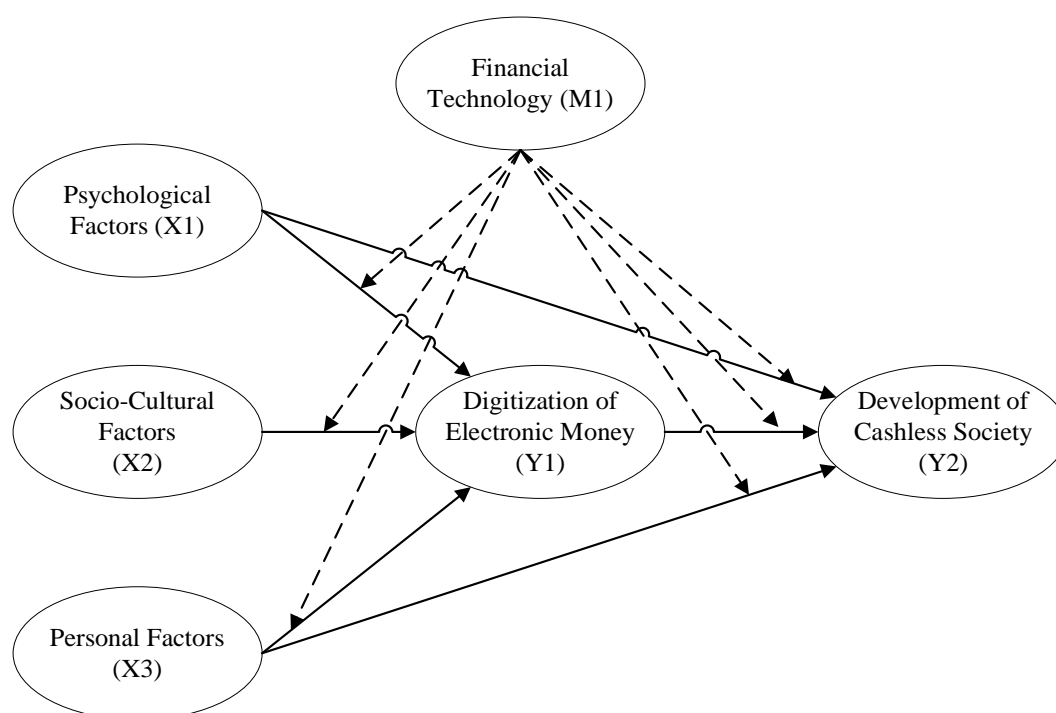 Financial
Technology (M1)
Psychological
Factors (X1)
Socio-Cultural
Factors
(X2)
Digitization of
Electronic Money
(Y1)
Development of
Cashless Society
(Y2)
Personal Factors
(X3)